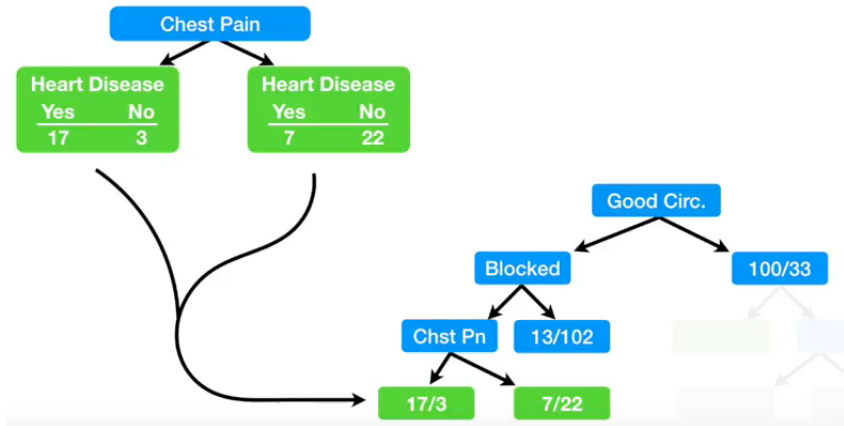 Chest Pain
Heart Disease
Yes No
17 3
Heart Disease
Yes No
7 22
Good Circ.
Blocked
100/33
Chst Pn
13/102
17/3
7/22